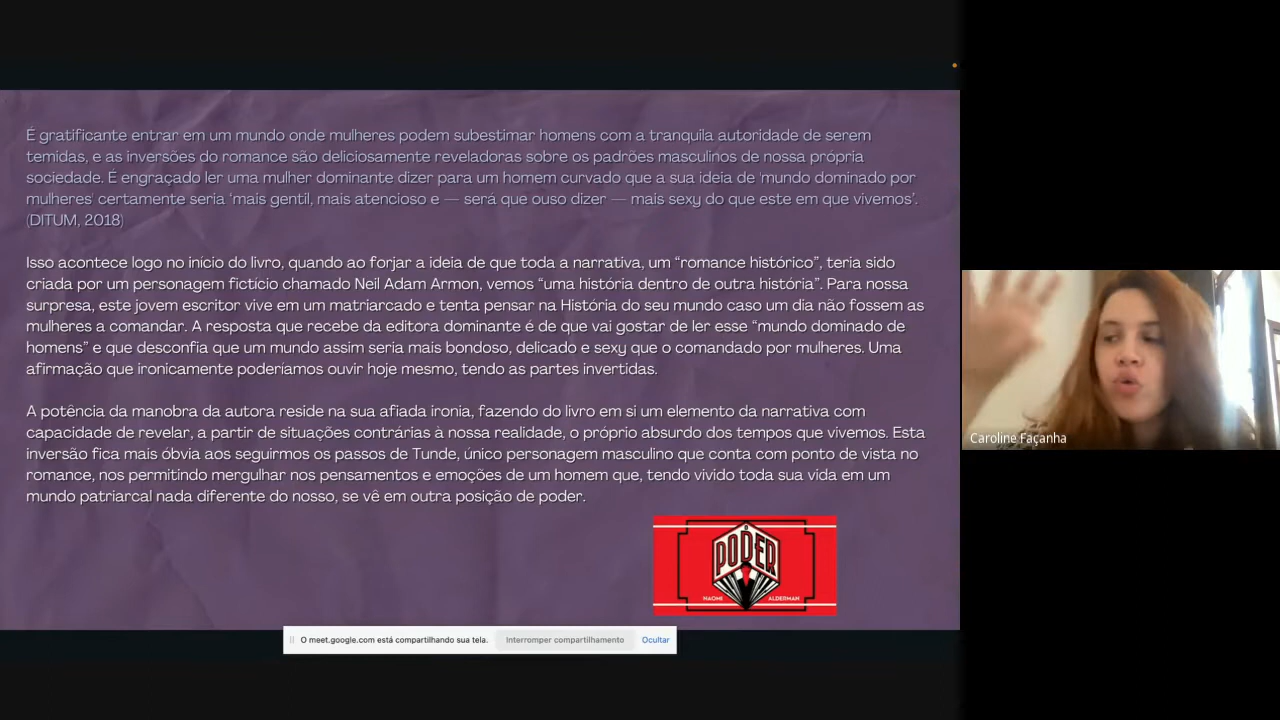 É gratificante entrar em um mundo onde mulheres podem subestimar homens com a tranquila autoridade de serem
temidas, e as inversões do romance são deliciosamente reveladoras sobre os padrões masculinos de nossa própria
sociedade. É engraçado ler uma mulher dominante dizer para um homem curvado que a sua ideia de 'mundo dominado por
mulheres' certamente seria 'mais gentil, mais atencioso e — será que ouso dizer — mais sexy do que este em que vivemos'.
(DITUM, 2018)
Isso acontece logo no início do livro, quando ao forjar a ideia de que toda a narrativa, um “romance histórico”, teria sido
criada por um personagem fictício chamado Neil Adam Armon, vemos “uma história dentro de outra história”. Para nossa
surpresa, este jovem escritor vive em um matriarcado e tenta pensar na História do seu mundo caso um dia não fossem as
mulheres a comandar. A resposta que recebe da editora dominante é de que vai gostar de ler esse “mundo dominado de
homens” e que desconfia que um mundo assim seria mais bondoso, delicado e sexy que o comandado por mulheres. Uma
afirmação que ironicamente poderíamos ouvir hoje mesmo, tendo as partes invertidas.
A potência da manobra da autora reside na sua afiada ironia, fazendo do livro em si um elemento da narrativa com
capacidade de revelar, a partir de situações contrárias à nossa realidade, o próprio absurdo dos tempos que vivemos. Esta
inversão fica mais óbvia aos seguirmos os passos de Tunde, único personagem masculino que conta com ponto de vista no
romance, nos permitindo mergulhar nos pensamentos e emoções de um homem que, tendo vivido toda sua vida em um
mundo patriarcal nada diferente do nosso, se vê em outra posição de poder.
O
PODER
NAOMI ALDERMAN
O meet.google.com está compartilhando sua tela. Interromper compartilhamento Ocultar
Caroline Façanha